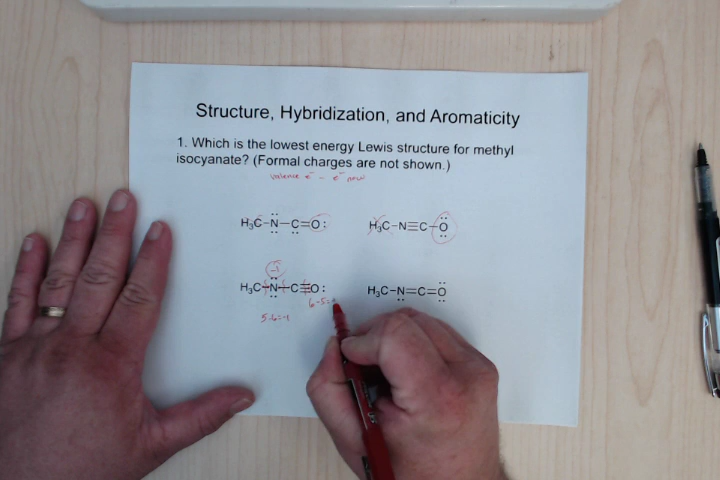 Structure, Hybridization, and Aromaticity
1. Which is the lowest energy Lewis structure for methyl
isocyanate? (Formal charges are not shown.)
valence e⁻ - e⁻ now
H₃C-N-C=O:
H₃C-N≡C-O
-1
H₃C-N-C≡O:
H₃C-N=C=O
6-5=
5-6=-1